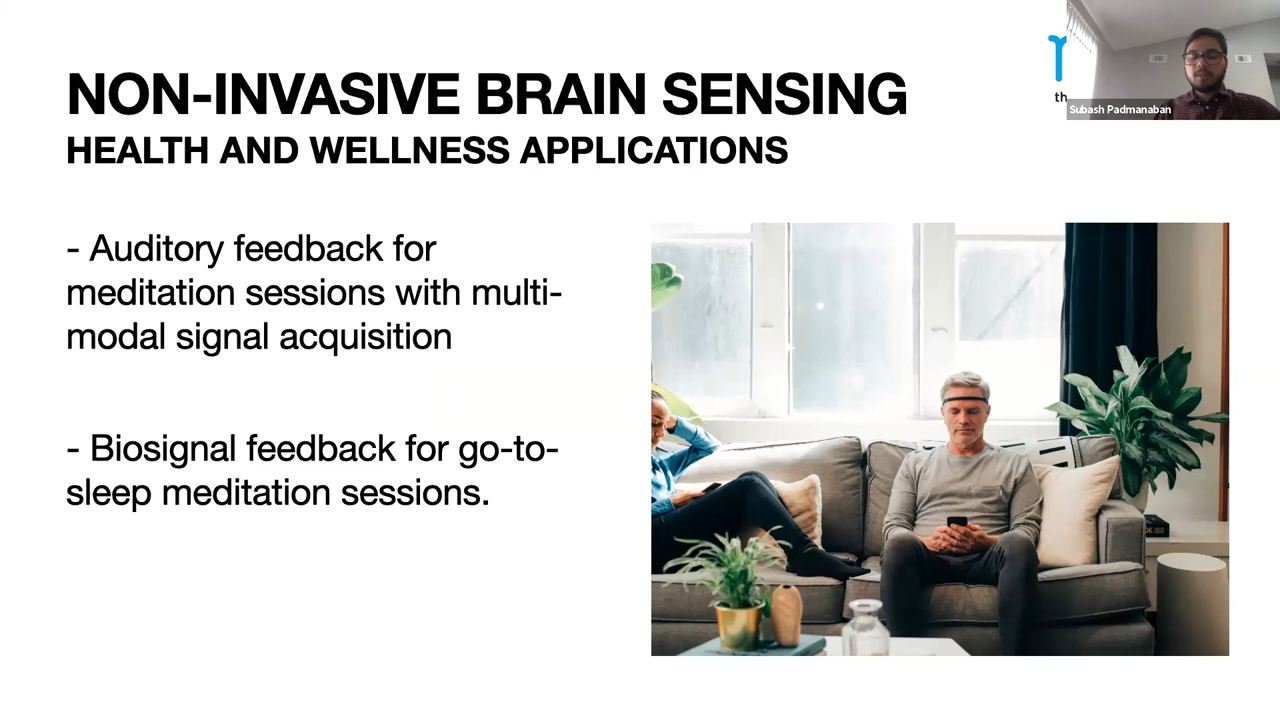 NON-INVASIVE BRAIN SENSING
HEALTH AND WELLNESS APPLICATIONS
- Auditory feedback for
meditation sessions with multi-
modal signal acquisition
- Biosignal feedback for go-to-
sleep meditation sessions.
th
Subash Padmanaban